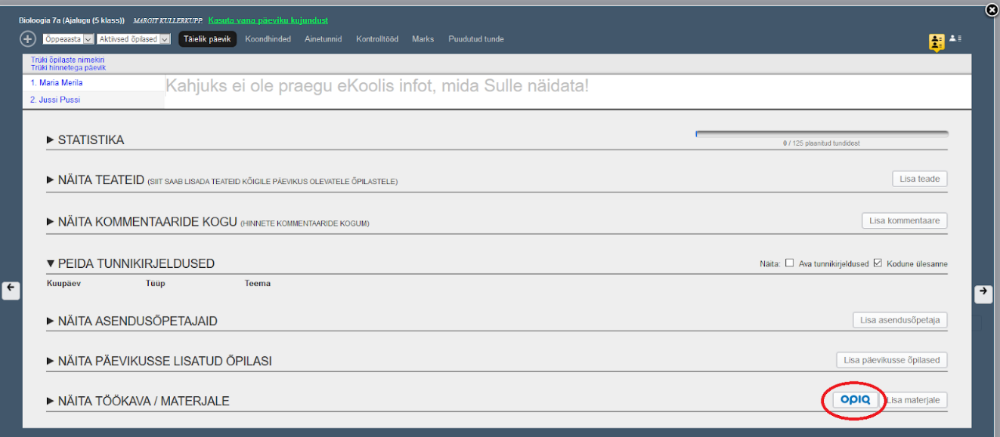 Bioloogia 7a (Ajalugu (5 klass)) MARGIT KULLERKUPP Kasuta vana päeviku kujundust
Õppeaasta Aktiivsed õpilased Täielik päevik Koondhinded Ainetunnid Kontrolltööd Marks Puudutud tunde
Trüki õpilaste nimekiri
Trüki hinnetega päevik
1. Maria Merila
Kahjuks ei ole praegu eKoolis infot, mida Sulle näidata!
2. Jussi Pussi
STATISTIKA
0 / 125 plaanitud tundidest
NÄITA TEATEID (SIIT SAAB LISADA TEATEID KÕIGILE PÄEVIKUS OLEVATELE ÕPILASTELE) Lisa teade
NÄITA KOMMENTAARIDE KOGU (HINNETE KOMMENTAARIDE KOGUM) Lisa kommentaare
PEIDA TUNNIKIRJELDUSED Näita: Ava tunnikirjeldused Kodune ülesanne
Kuupäev Tüüp Teema
NÄITA ASENDUSÕPETAJAID Lisa asendusõpetaja
NÄITA PÄEVIKUSSE LISATUD ÕPILASI Lisa päevikusse õpilased
NÄITA TÖÖKAVA / MATERJALE opiq Lisa materjale